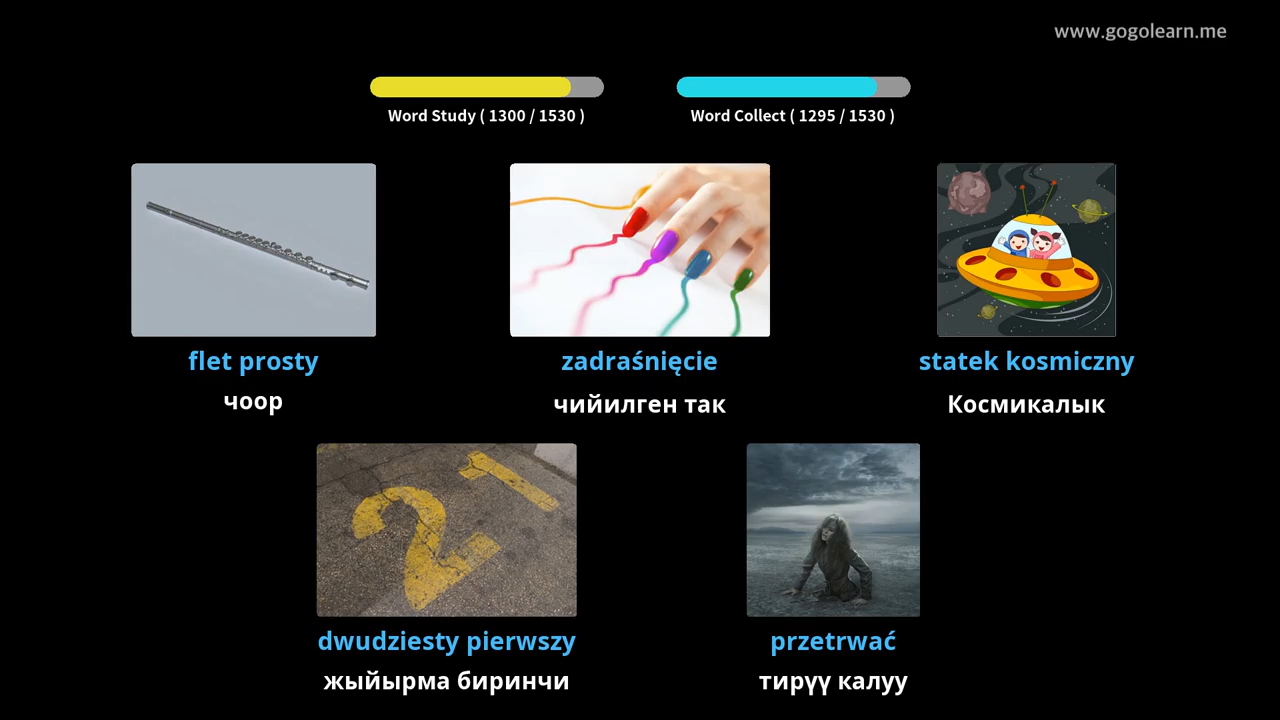 www.gogolearn.me
Word Study ( 1300 / 1530 )
Word Collect ( 1295 / 1530 )
flet prosty
чоор
zadraśnięcie
чийилген так
statek kosmiczny
Космикалык
21
dwudziesty pierwszy
жыйырма биринчи
przetrwać
тирүү калуу